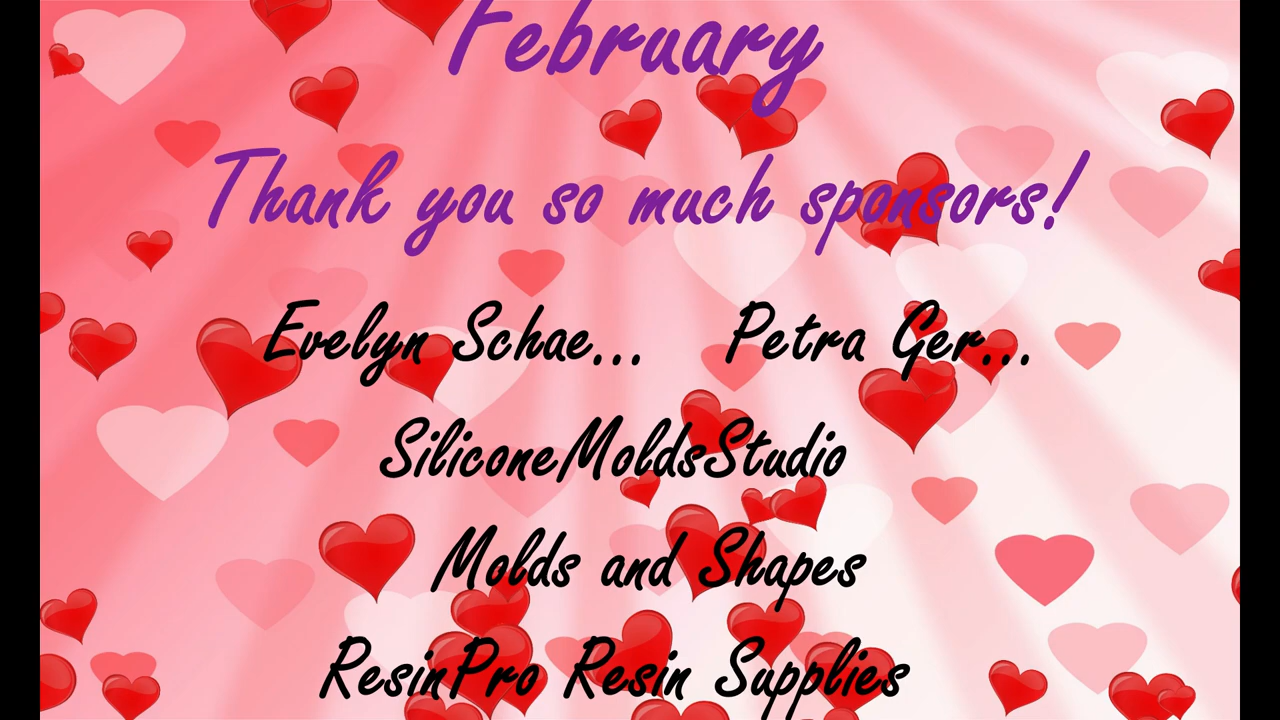 February
Thank you so much sponsors!
Evelyn Schae... Petra Ger...
SiliconeMoldsStudio
Molds and Shapes
ResinPro Resin Supplies